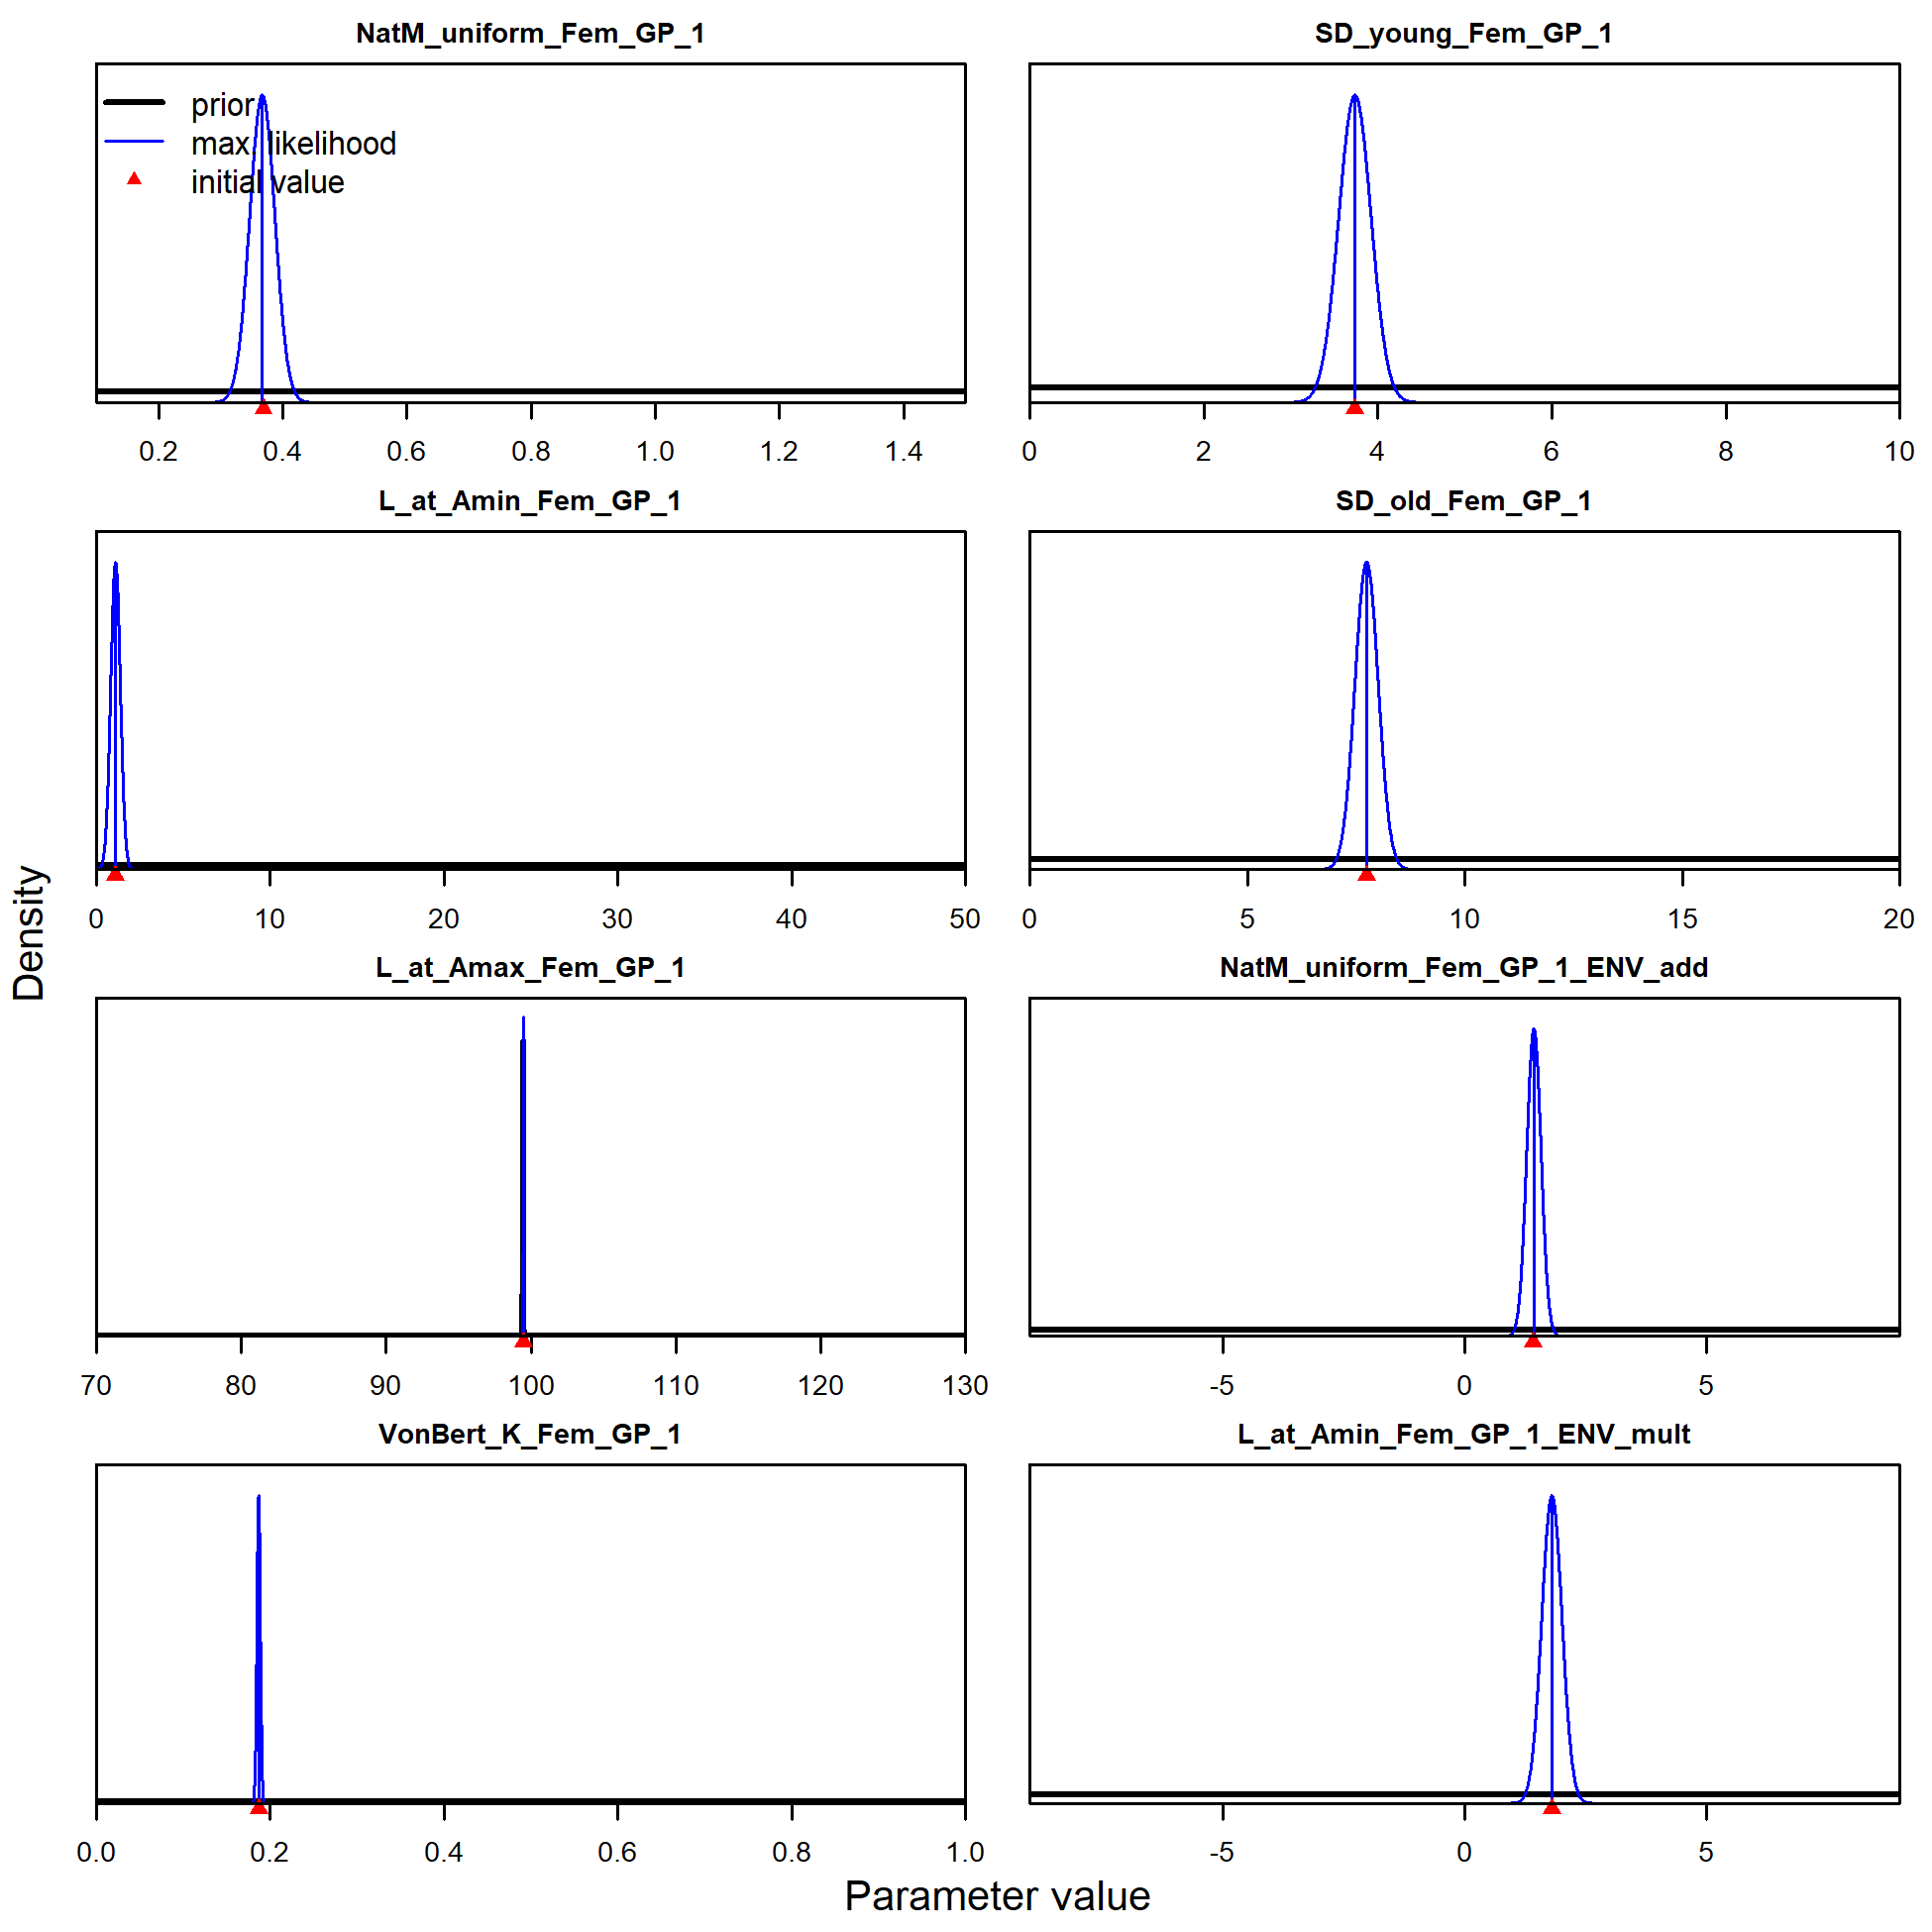 NatM_uniform_Fem_GP_1
prior
max. likelihood
initial value
0.2 0.4 0.6 0.8 1.0 1.2 1.4
SD_young_Fem_GP_1
0 2 4 6 8 10
L_at_Amin_Fem_GP_1
0 10 20 30 40 50
SD_old_Fem_GP_1
0 5 10 15 20
L_at_Amax_Fem_GP_1
70 80 90 100 110 120 130
NatM_uniform_Fem_GP_1_ENV_add
-5 0 5
VonBert_K_Fem_GP_1
0.0 0.2 0.4 0.6 0.8 1.0
L_at_Amin_Fem_GP_1_ENV_mult
-5 0 5
Density
Parameter value